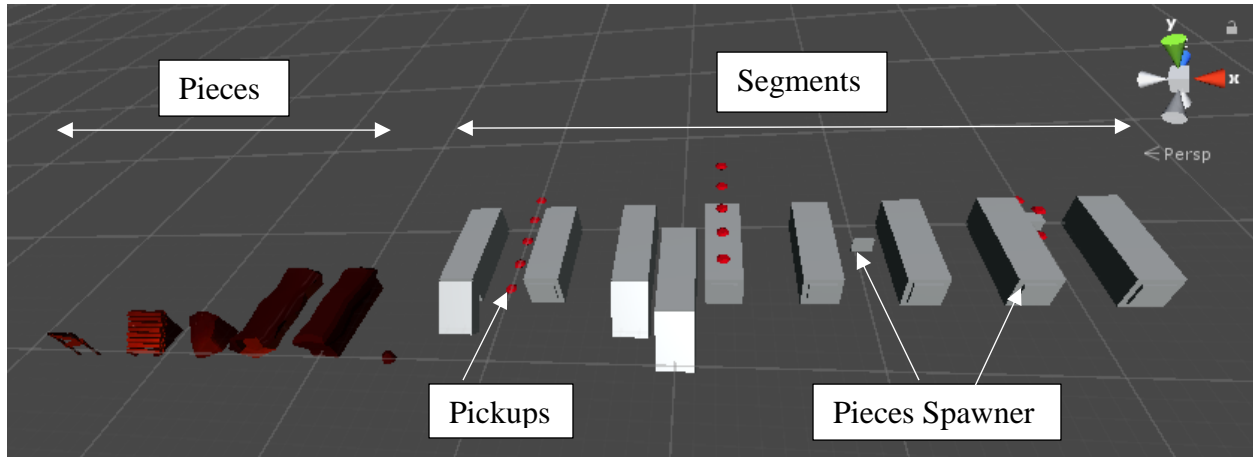 Pieces
Segments
y
x
< Persp
Pickups
Pieces Spawner